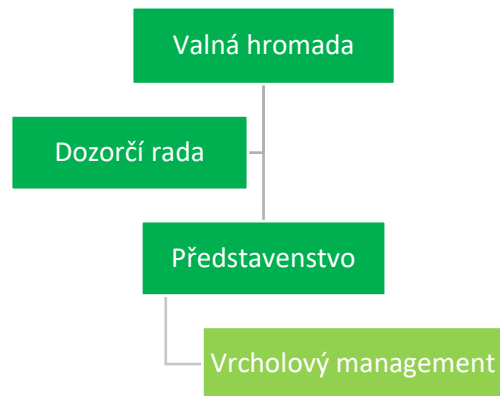 Valná hromada
Dozorčí rada
Představenstvo
Vrcholový management